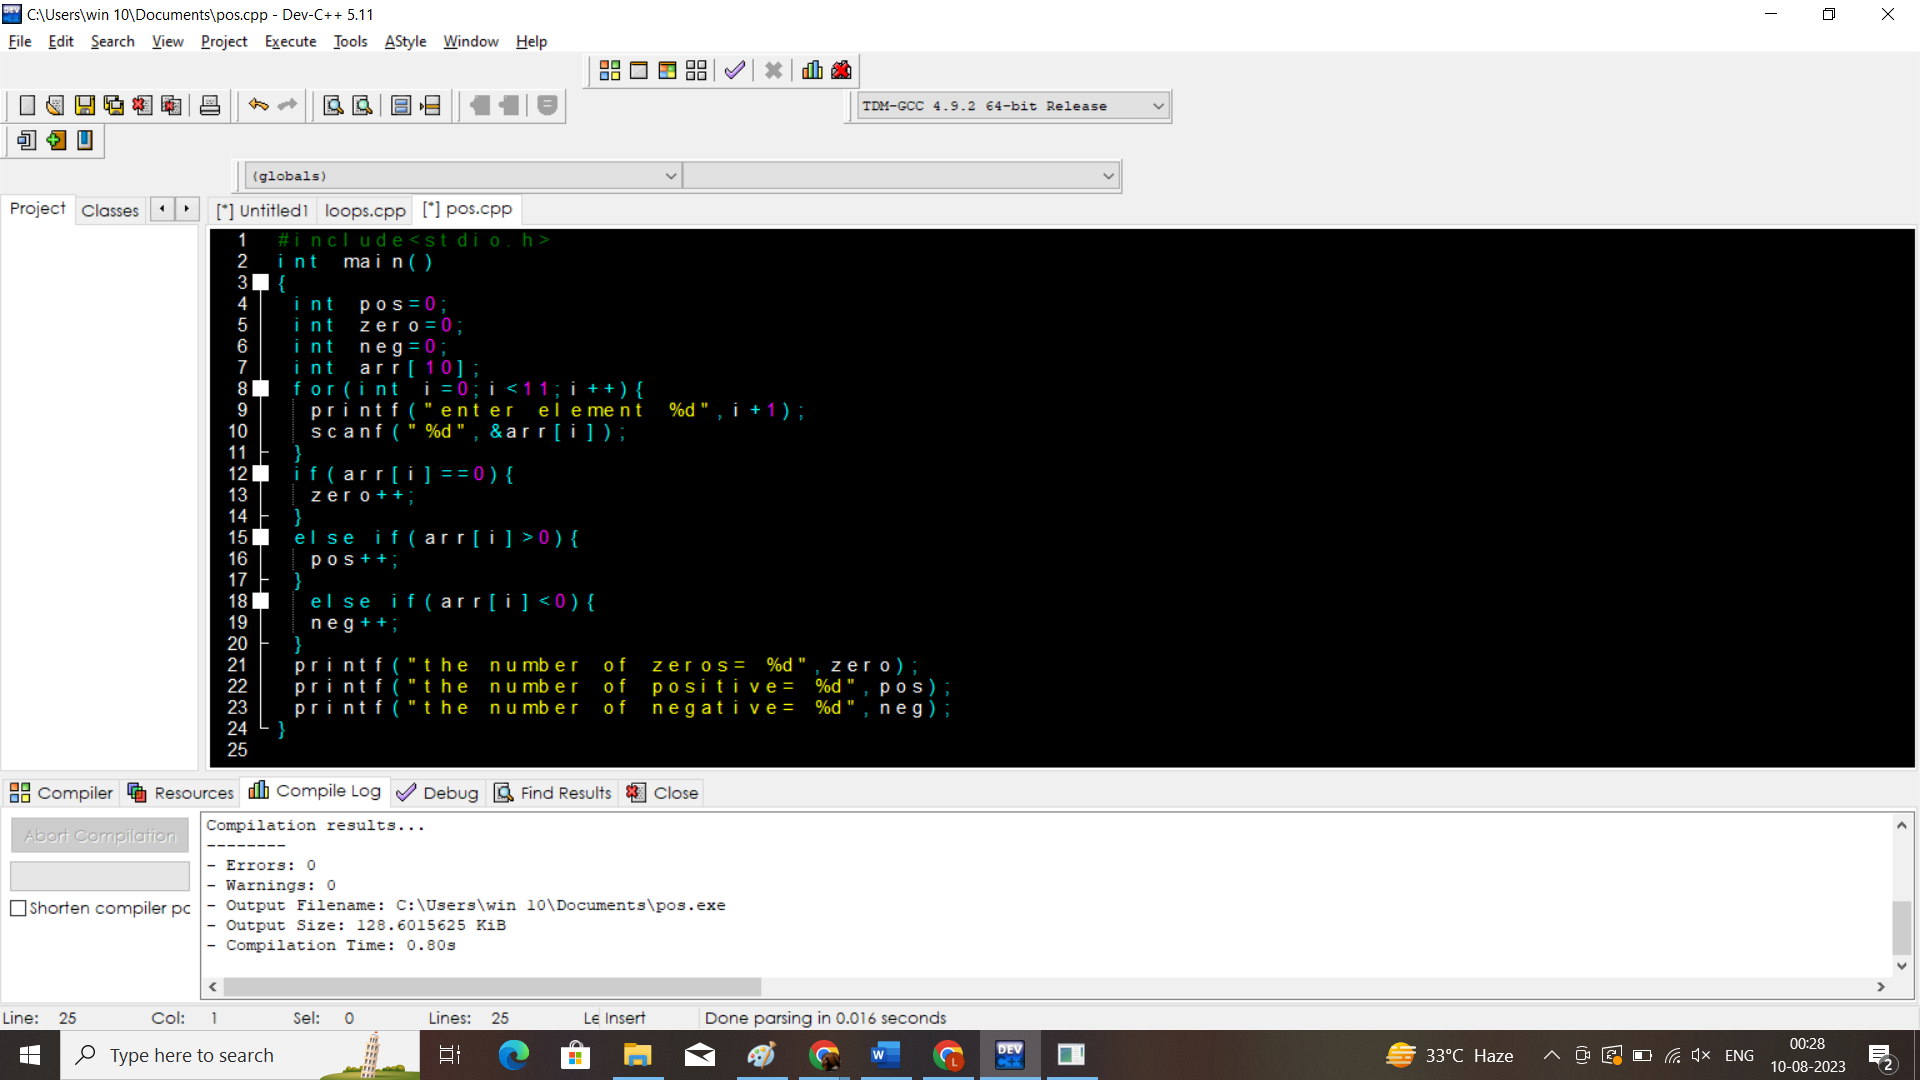 C:\Users\win 10\Documents\pos.cpp - Dev-C++ 5.11
File Edit Search View Project Execute Tools AStyle Window Help
TDM-GCC 4.9.2 64-bit Release
(globals)
Project Classes [*] Untitled1 loops.cpp [*] pos.cpp
1 #include<stdio.h>
2 int main()
3 {
4 int pos=0;
5 int zero=0;
6 int neg=0;
7 int arr[10];
8 for(int i=0;i<11;i++){
9 printf("enter element %d",i+1);
10 scanf("%d",&arr[i]);
11 }
12 if(arr[i]==0){
13 zero++;
14 }
15 else if(arr[i]>0){
16 pos++;
17 }
18 else if(arr[i]<0){
19 neg++;
20 }
21 printf("the number of zeros= %d",zero);
22 printf("the number of positive= %d",pos);
23 printf("the number of negative= %d",neg);
24 }
25
Compiler Resources Compile Log Debug Find Results Close
Abort Compilation
Shorten compiler pc
Compilation results...
--------
- Errors: 0
- Warnings: 0
- Output Filename: C:\Users\win 10\Documents\pos.exe
- Output Size: 128.6015625 KiB
- Compilation Time: 0.80s
Line: 25 Col: 1 Sel: 0 Lines: 25 Le Insert Done parsing in 0.016 seconds
Type here to search
DEV
33°C Haze
ENG
00:28
10-08-2023
2